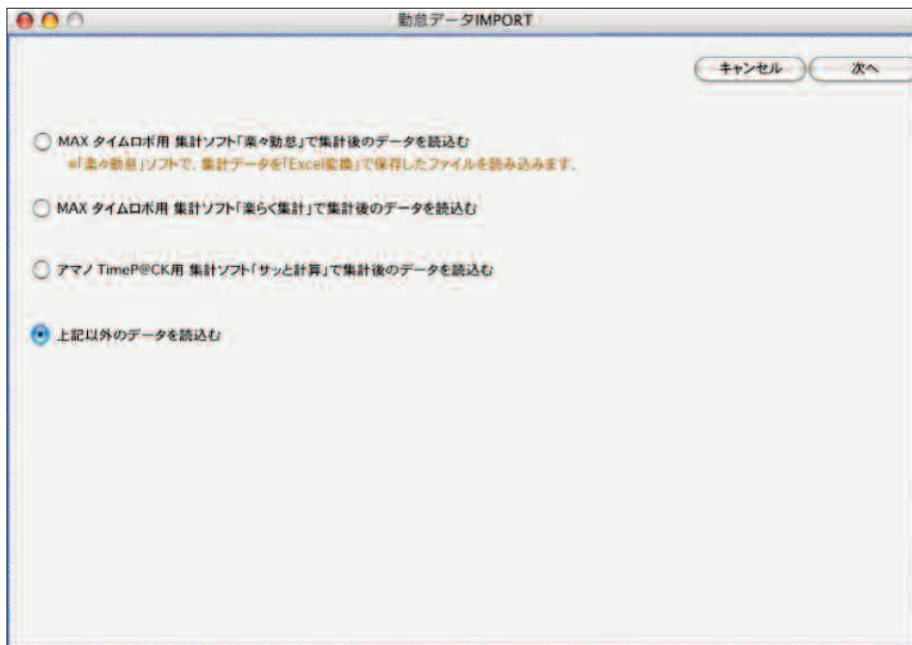 勤怠データIMPORT
キャンセル 次へ
MAX タイムロボ用 集計ソフト「楽々勤怠」で集計後のデータを読込む
※「楽々勤怠」ソフトで、集計データを「Excel変換」で保存したファイルを読み込みます。
MAX タイムロボ用 集計ソフト「楽らく集計」で集計後のデータを読込む
アマノ TimeP@CK用 集計ソフト「サッと計算」で集計後のデータを読込む
上記以外のデータを読込む